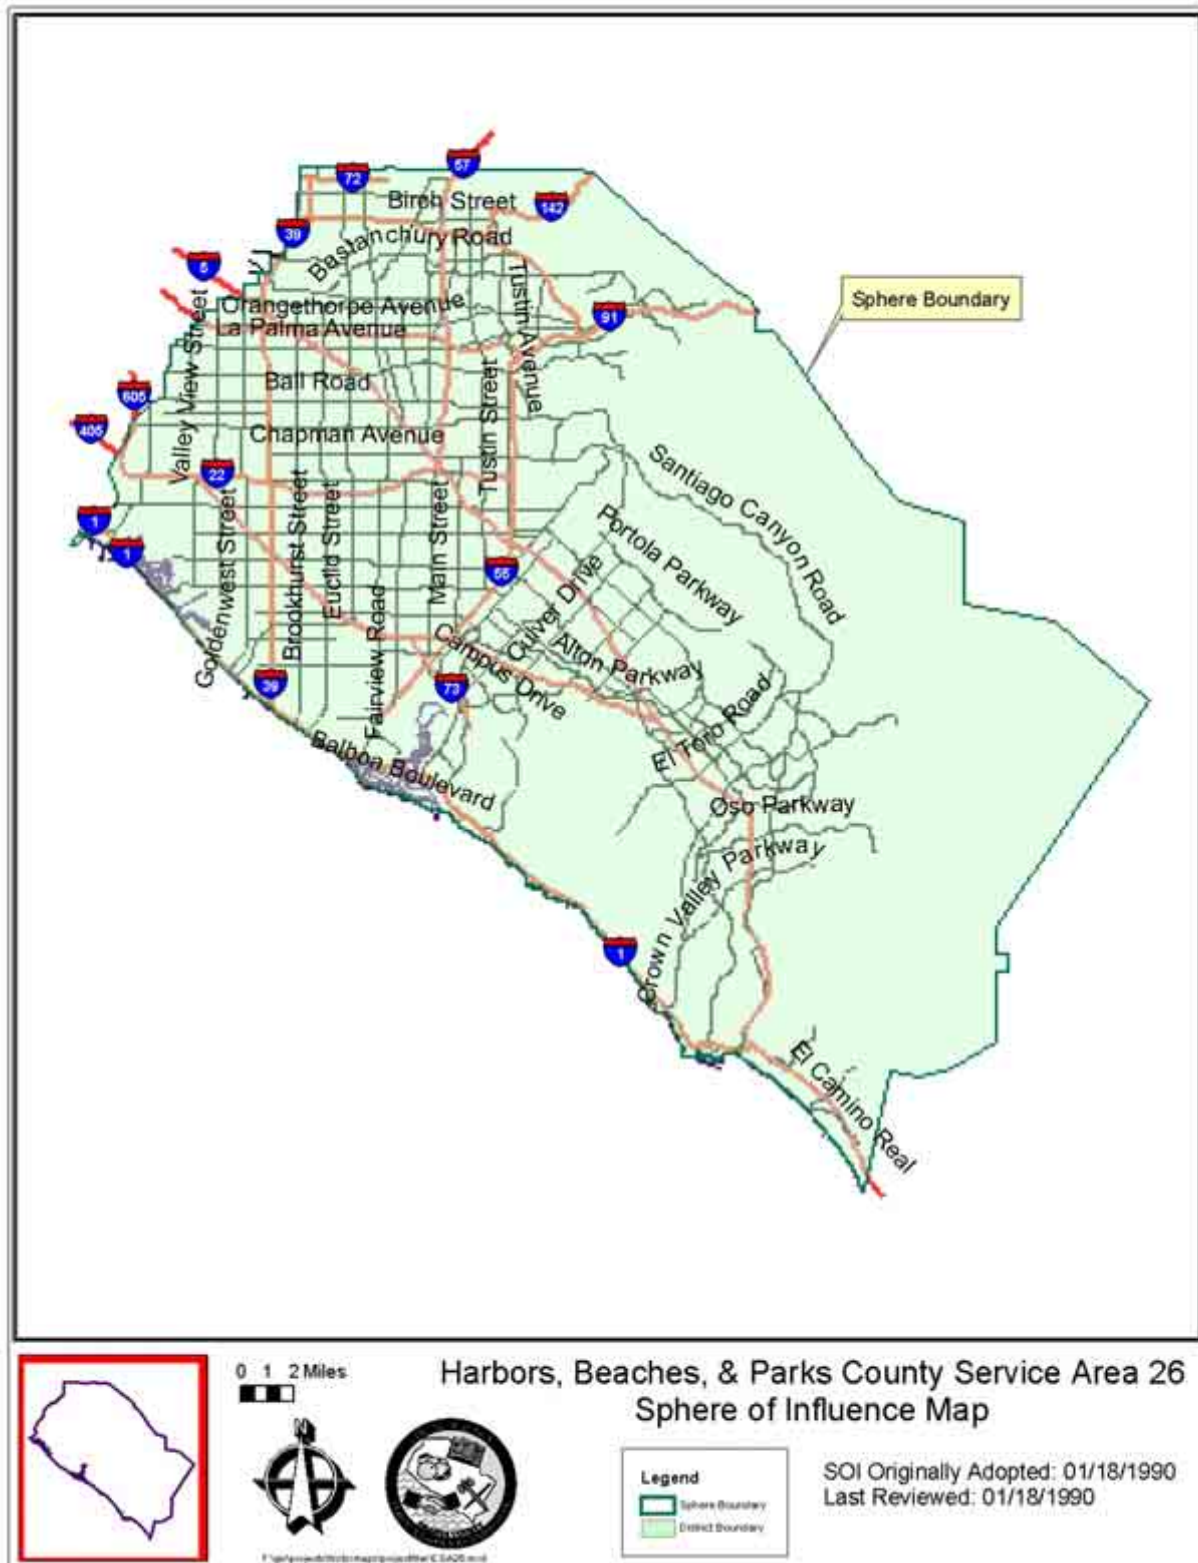 57
72
Birch Street
142
39
Bastanchury Road
5
Orangethorpe Avenue
Tustin Avenue
Sphere Boundary
La Palma Avenue
91
Valley View Street
Ball Road
605
Tustin Street
405
Chapman Avenue
22
Santiago Canyon Road
Goldenwest Street
Brookhurst Street
Euclid Street
Main Street
Portola Parkway
1
1
55
Culver Drive
Fairview Road
Campus Drive
Alton Parkway
39
73
El Toro Road
Balboa Boulevard
Oso Parkway
Crown Valley Parkway
1
El Camino Real
0 1 2 Miles
N
Harbors, Beaches, & Parks County Service Area 26
Sphere of Influence Map
Legend
Sphere Boundary
District Boundary
SOI Originally Adopted: 01/18/1990
Last Reviewed: 01/18/1990